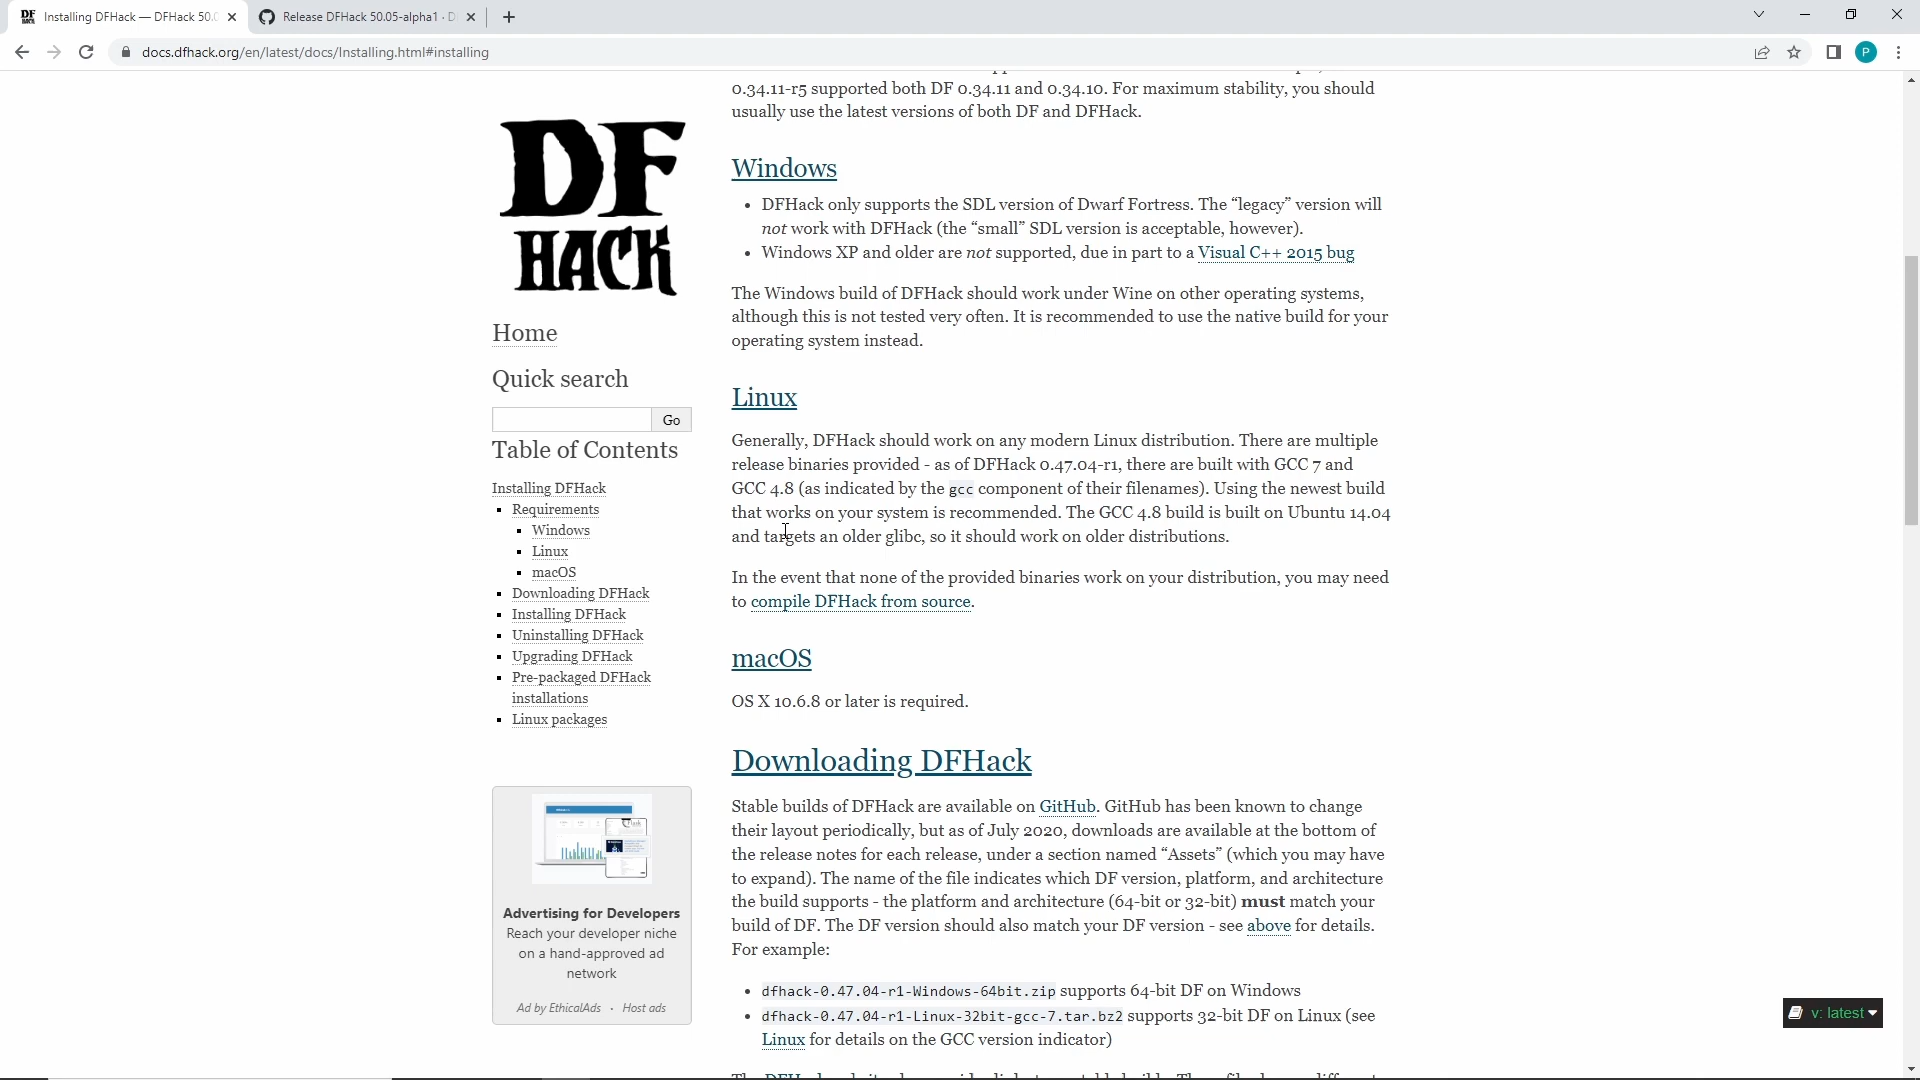 Installing DFHack — DFHack 50.0
Release DFHack 50.05-alpha1 · D
docs.dfhack.org/en/latest/docs/Installing.html#installing
P
DF
HACK
Home
Quick search
Go
Table of Contents
Installing DFHack
Requirements
Windows
Linux
macOS
Downloading DFHack
Installing DFHack
Uninstalling DFHack
Upgrading DFHack
Pre-packaged DFHack
installations
Linux packages
Advertising for Developers
Reach your developer niche
on a hand-approved ad
network
Ad by EthicalAds · Host ads
0.34.11-r5 supported both DF 0.34.11 and 0.34.10. For maximum stability, you should
usually use the latest versions of both DF and DFHack.
Windows
• DFHack only supports the SDL version of Dwarf Fortress. The “legacy” version will
not work with DFHack (the “small” SDL version is acceptable, however).
• Windows XP and older are not supported, due in part to a Visual C++ 2015 bug
The Windows build of DFHack should work under Wine on other operating systems,
although this is not tested very often. It is recommended to use the native build for your
operating system instead.
Linux
Generally, DFHack should work on any modern Linux distribution. There are multiple
release binaries provided - as of DFHack 0.47.04-r1, there are built with GCC 7 and
GCC 4.8 (as indicated by the gcc component of their filenames). Using the newest build
that works on your system is recommended. The GCC 4.8 build is built on Ubuntu 14.04
and targets an older glibc, so it should work on older distributions.
In the event that none of the provided binaries work on your distribution, you may need
to compile DFHack from source.
macOS
OS X 10.6.8 or later is required.
Downloading DFHack
Stable builds of DFHack are available on GitHub. GitHub has been known to change
their layout periodically, but as of July 2020, downloads are available at the bottom of
the release notes for each release, under a section named “Assets” (which you may have
to expand). The name of the file indicates which DF version, platform, and architecture
the build supports - the platform and architecture (64-bit or 32-bit) must match your
build of DF. The DF version should also match your DF version - see above for details.
For example:
• dfhack-0.47.04-r1-Windows-64bit.zip supports 64-bit DF on Windows
• dfhack-0.47.04-r1-Linux-32bit-gcc-7.tar.bz2 supports 32-bit DF on Linux (see
Linux for details on the GCC version indicator)
v: latest